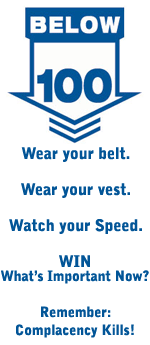 BELOW
100
Wear your belt.
Wear your vest.
Watch your Speed.
WIN
What's Important Now?
Remember:
Complacency Kills!